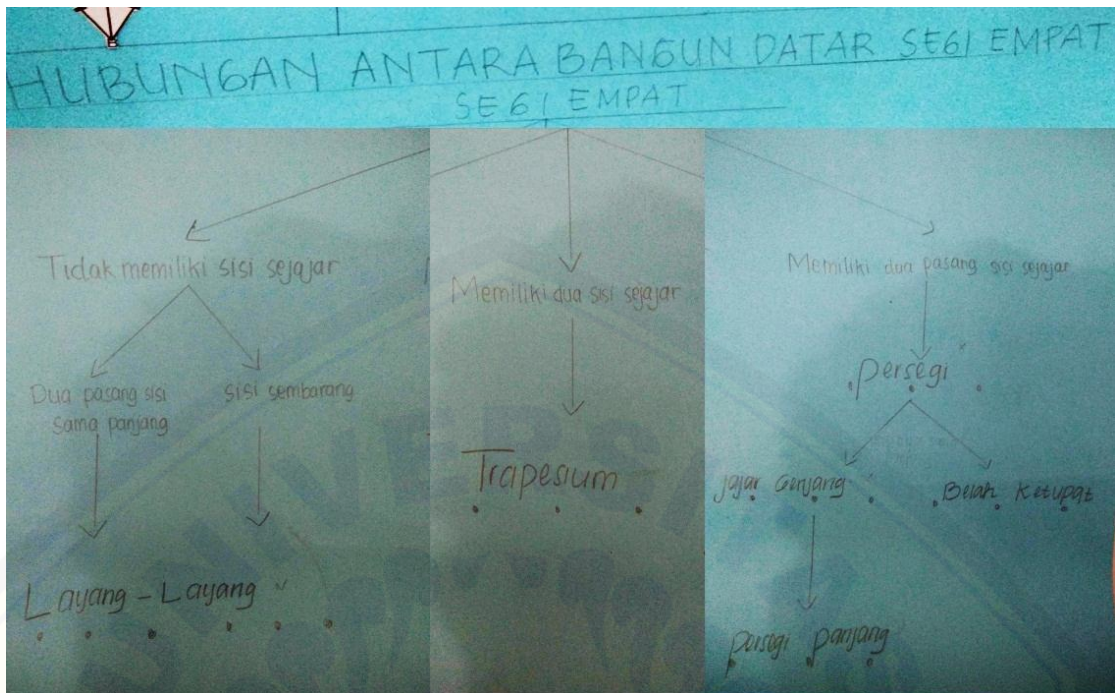 HUBUNGAN ANTARA BANGUN DATAR SEGI EMPAT
SEGI EMPAT
Tidak memiliki sisi sejajar
Memiliki dua sisi sejajar
Memiliki dua pasang sisi sejajar
Dua pasang sisi
sama panjang
Sisi sembarang
Persegi
Layang - Layang
Trapesium
Jajar Genjang
Belah Ketupat
Persegi Panjang